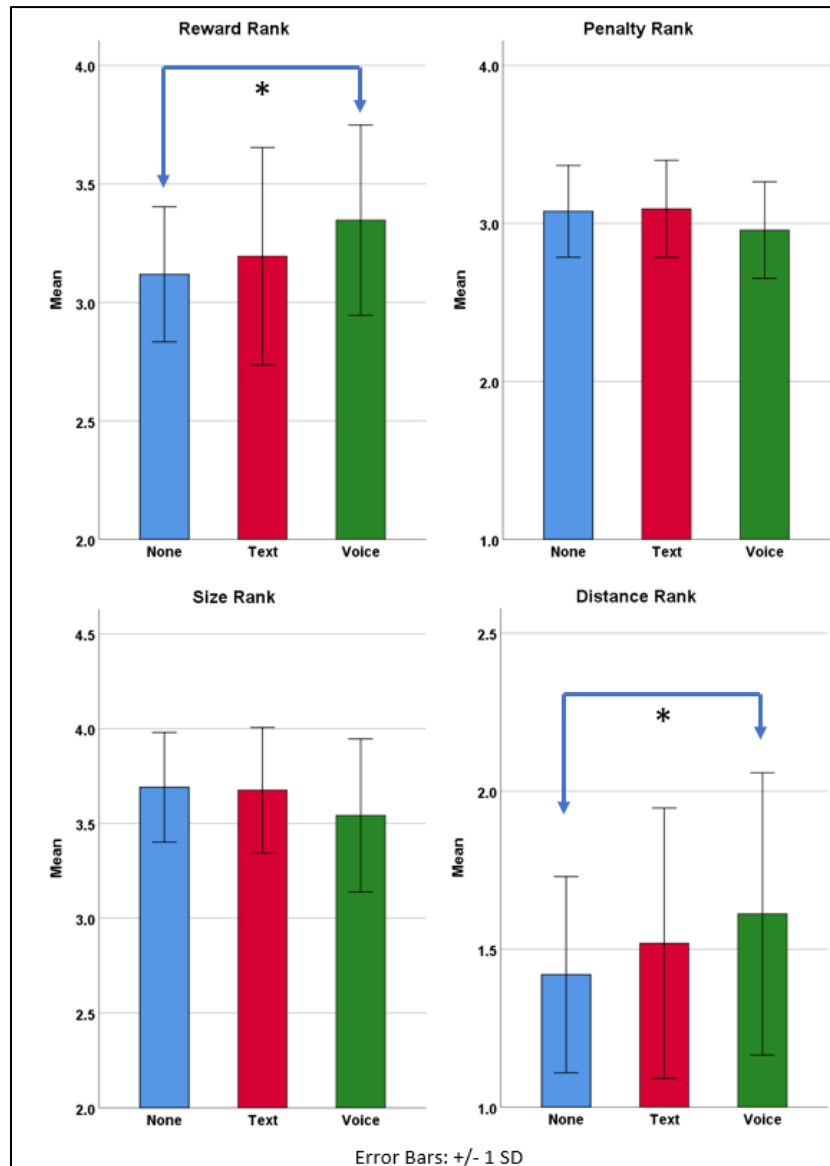 Reward Rank
4.0
3.5
3.0
2.5
2.0
Mean
*
None Text Voice
Penalty Rank
4.0
3.0
2.0
1.0
Mean
None Text Voice
Size Rank
4.5
4.0
3.5
3.0
2.5
2.0
Mean
None Text Voice
Distance Rank
2.5
2.0
1.5
1.0
Mean
*
None Text Voice
Error Bars: +/- 1 SD